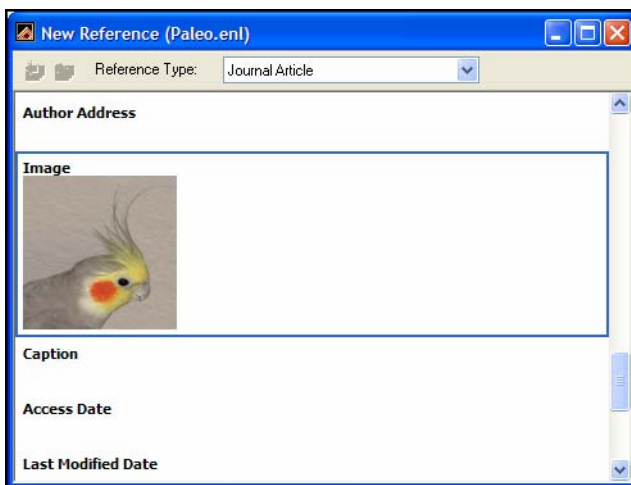 New Reference (Paleo.enl)
Reference Type: Journal Article
Author Address
Image
Caption
Access Date
Last Modified Date